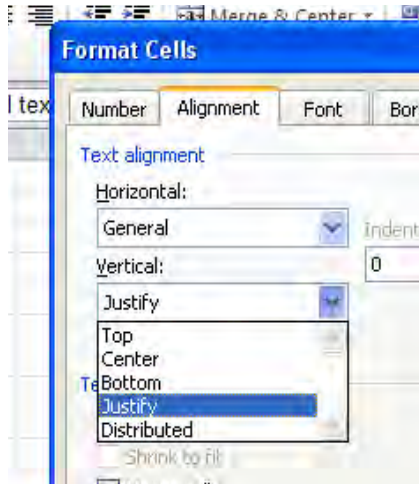 Merge & Center
Format Cells
l tex
Number Alignment Font Bor
Text alignment
Horizontal:
General
Indent
Vertical:
0
Justify
Top
Center
Te Bottom
Justify
Distributed
Shrink to fit